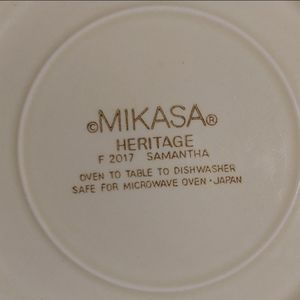 ©MIKASA®
HERITAGE
F 2017 SAMANTHA
OVEN TO TABLE TO DISHWASHER
SAFE FOR MICROWAVE OVEN · JAPAN